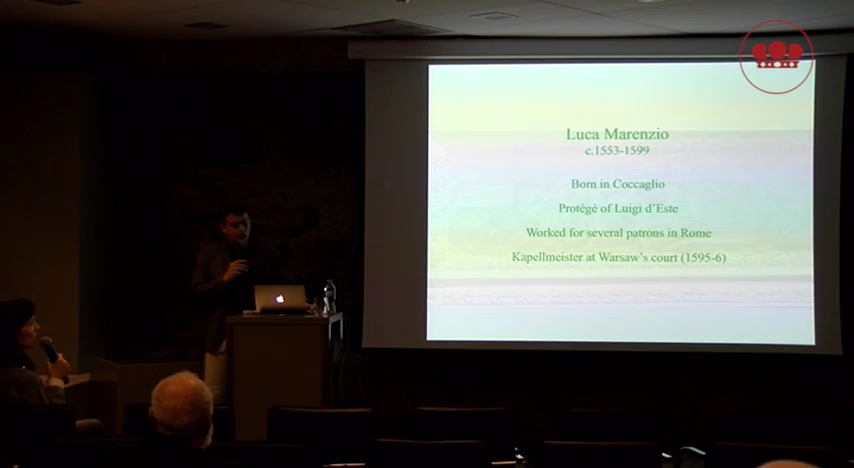 Luca Marenzio
c.1553-1599
Born in Coccaglio
Protégé of Luigi d'Este
Worked for several patrons in Rome
Kapellmeister at Warsaw's court (1595-6)